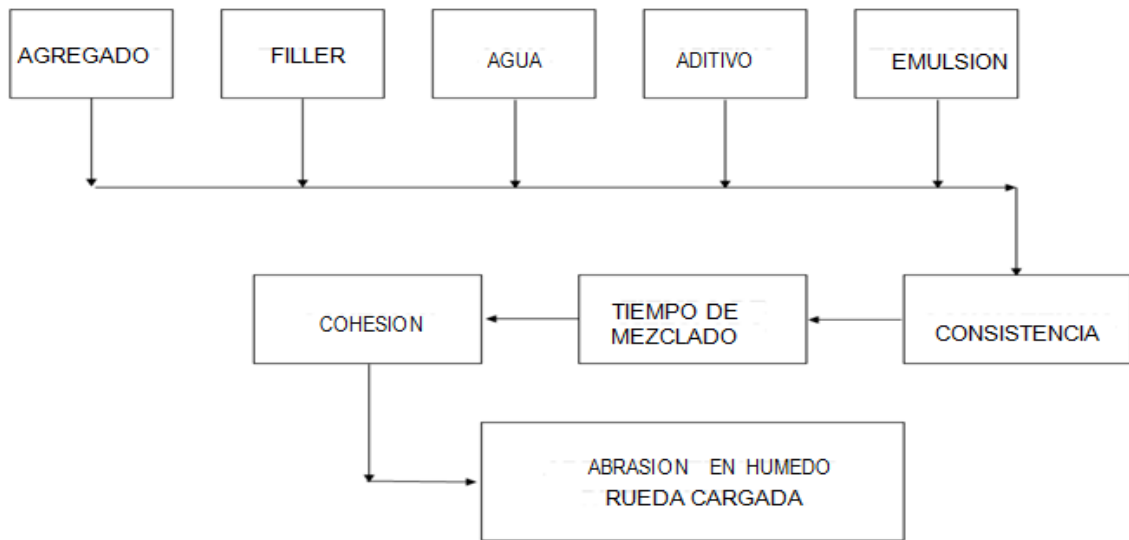 AGREGADO
FILLER
AGUA
ADITIVO
EMULSION
COHESION
TIEMPO DE
MEZCLADO
CONSISTENCIA
ABRASION EN HUMEDO
RUEDA CARGADA